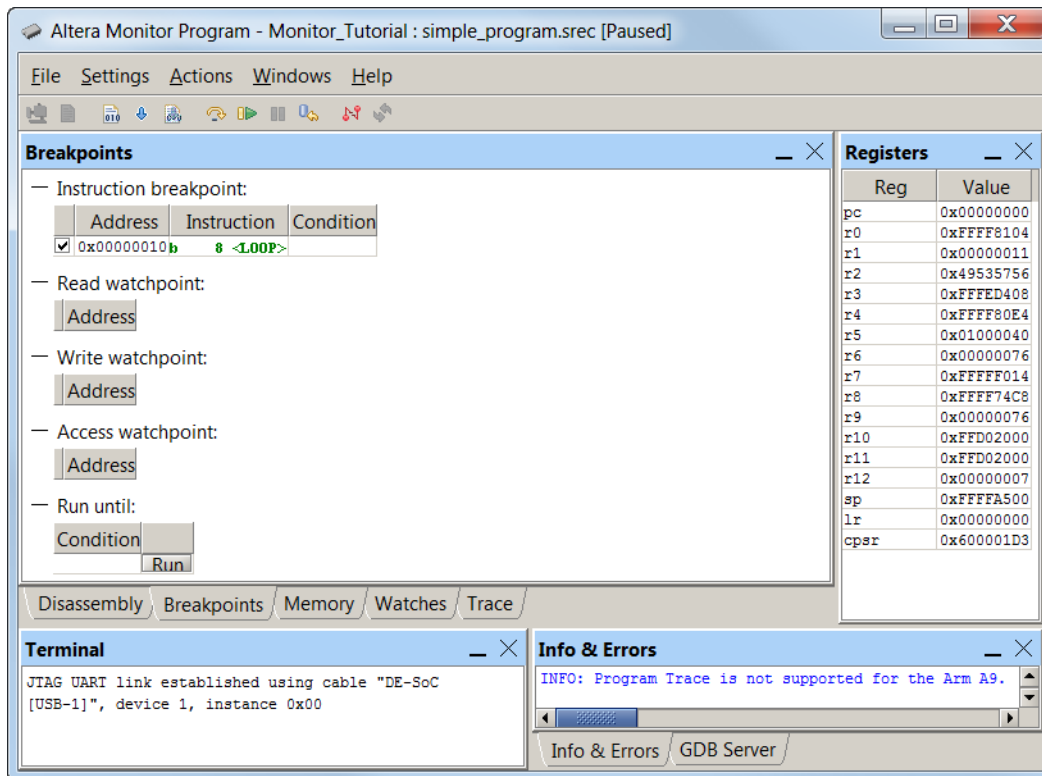 Altera Monitor Program - Monitor_Tutorial : simple_program.srec [Paused]
File Settings Actions Windows Help
Breakpoints
Instruction breakpoint:
Address Instruction Condition
0x00000010 b 8 <LOOP>
Read watchpoint:
Address
Write watchpoint:
Address
Access watchpoint:
Address
Run until:
Condition
Run
Disassembly Breakpoints Memory Watches Trace
Registers
Reg Value
pc 0x00000000
r0 0xFFFF8104
r1 0x00000011
r2 0x49535756
r3 0xFFFED408
r4 0xFFFF80E4
r5 0x01000040
r6 0x00000076
r7 0xFFFFF014
r8 0xFFFF74C8
r9 0x00000076
r10 0xFFD02000
r11 0xFFD02000
r12 0x00000007
sp 0xFFFFA500
lr 0x00000000
cpsr 0x600001D3
Terminal
JTAG UART link established using cable "DE-SoC
[USB-1]", device 1, instance 0x00
Info & Errors
INFO: Program Trace is not supported for the Arm A9.
Info & Errors GDB Server